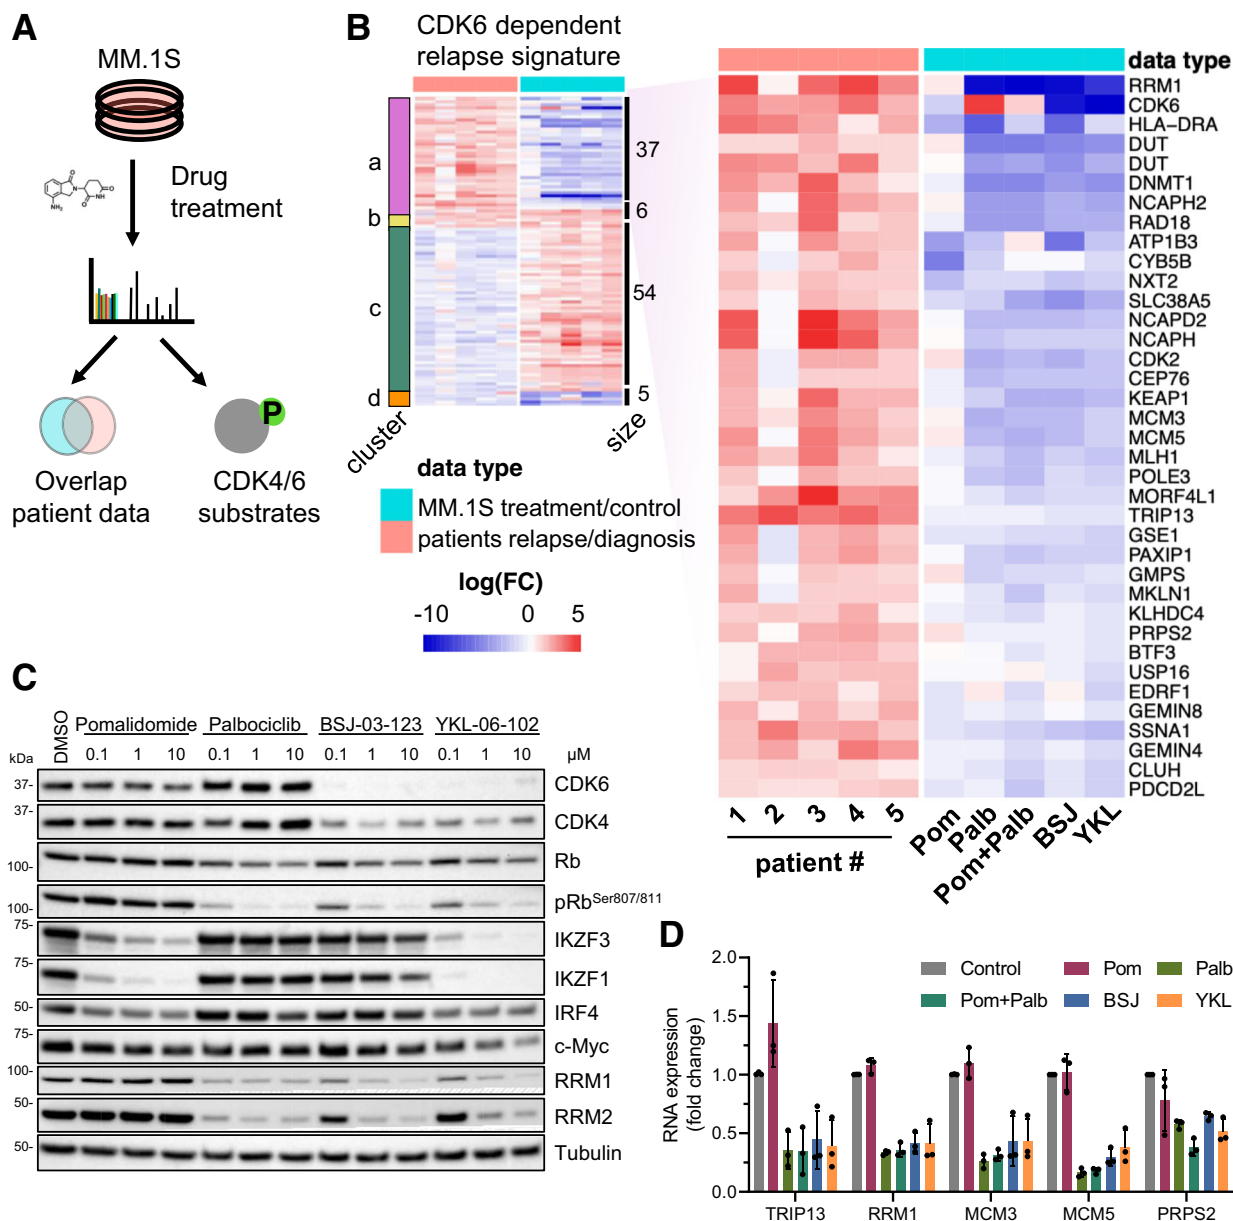 A
MM.1S
Drug
treatment
NH₂
O
N
O
NH
O
P
Overlap
patient data
CDK4/6
substrates
B
CDK6 dependent
relapse signature
a
b
c
d
37
6
54
5
cluster
size
data type
MM.1S treatment/control
patients relapse/diagnosis
log(FC)
-10 0 5
data type
RRM1
CDK6
HLA-DRA
DUT
DUT
DNMT1
NCAPH2
RAD18
ATP1B3
CYB5B
NXT2
SLC38A5
NCAPD2
NCAPH
CDK2
CEP76
KEAP1
MCM3
MCM5
MLH1
POLE3
MORF4L1
TRIP13
GSE1
PAXIP1
GMPS
MKLN1
KLHDC4
PRPS2
BTF3
USP16
EDRF1
GEMIN8
SSNA1
GEMIN4
CLUH
PDCD2L
1 2 3 4 5
patient #
Pom
Palb
Pom+Palb
BSJ
YKL
C
DMSO
Pomalidomide Palbociclib BSJ-03-123 YKL-06-102
0.1 1 10 0.1 1 10 0.1 1 10 0.1 1 10 µM
kDa
37- CDK6
37- CDK4
100- Rb
100- pRb^Ser807/811
75- IKZF3
75- IKZF1
50- IRF4
75- c-Myc
100- RRM1
50- RRM2
50- Tubulin
D
RNA expression
(fold change)
2.0
1.5
1.0
0.5
0.0
Control Pom Palb
Pom+Palb BSJ YKL
TRIP13 RRM1 MCM3 MCM5 PRPS2